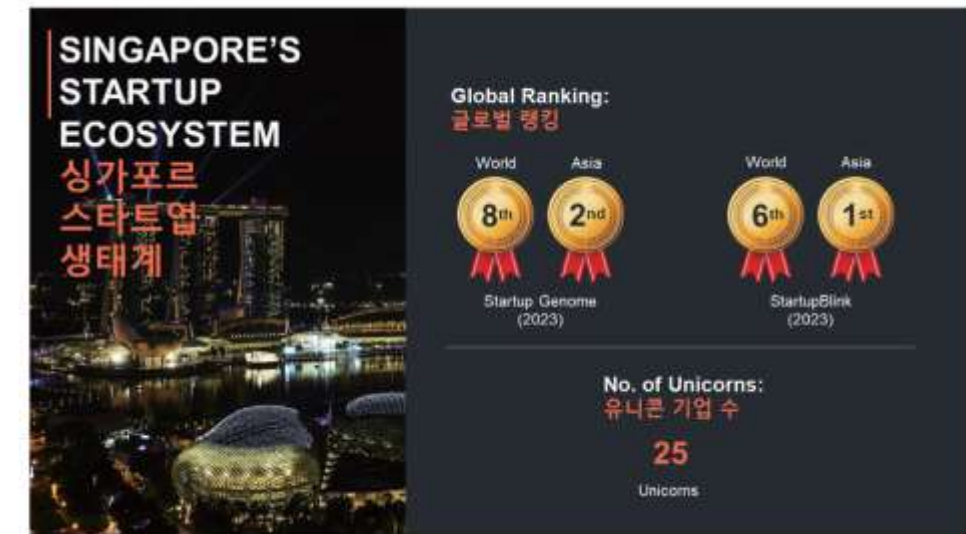 SINGAPORE'S
STARTUP
ECOSYSTEM
싱가포르
스타트업
생태계
Global Ranking:
글로벌 랭킹
World Asia World Asia
8th 2nd 6th 1st
Startup Genome StartupBlink
(2023) (2023)
No. of Unicorns:
유니콘 기업 수
25
Unicorns